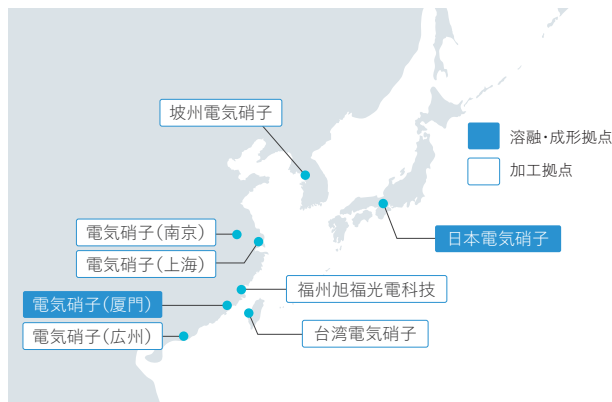 坡州電気硝子
溶融・成形拠点
加工拠点
電気硝子(南京)
日本電気硝子
電気硝子(上海)
福州旭福光電科技
電気硝子(厦門)
台湾電気硝子
電気硝子(広州)